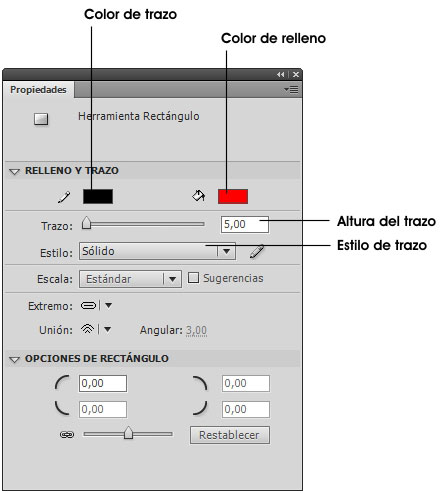 Color de trazo
Color de relleno
Propiedades
Herramienta Rectángulo
RELLENO Y TRAZO
Trazo: 5,00
Altura del trazo
Estilo: Sólido
Estilo de trazo
Escala: Estándar Sugerencias
Extremo:
Unión: Angular: 3,00
OPCIONES DE RECTÁNGULO
0,00 0,00
0,00 0,00
Restablecer